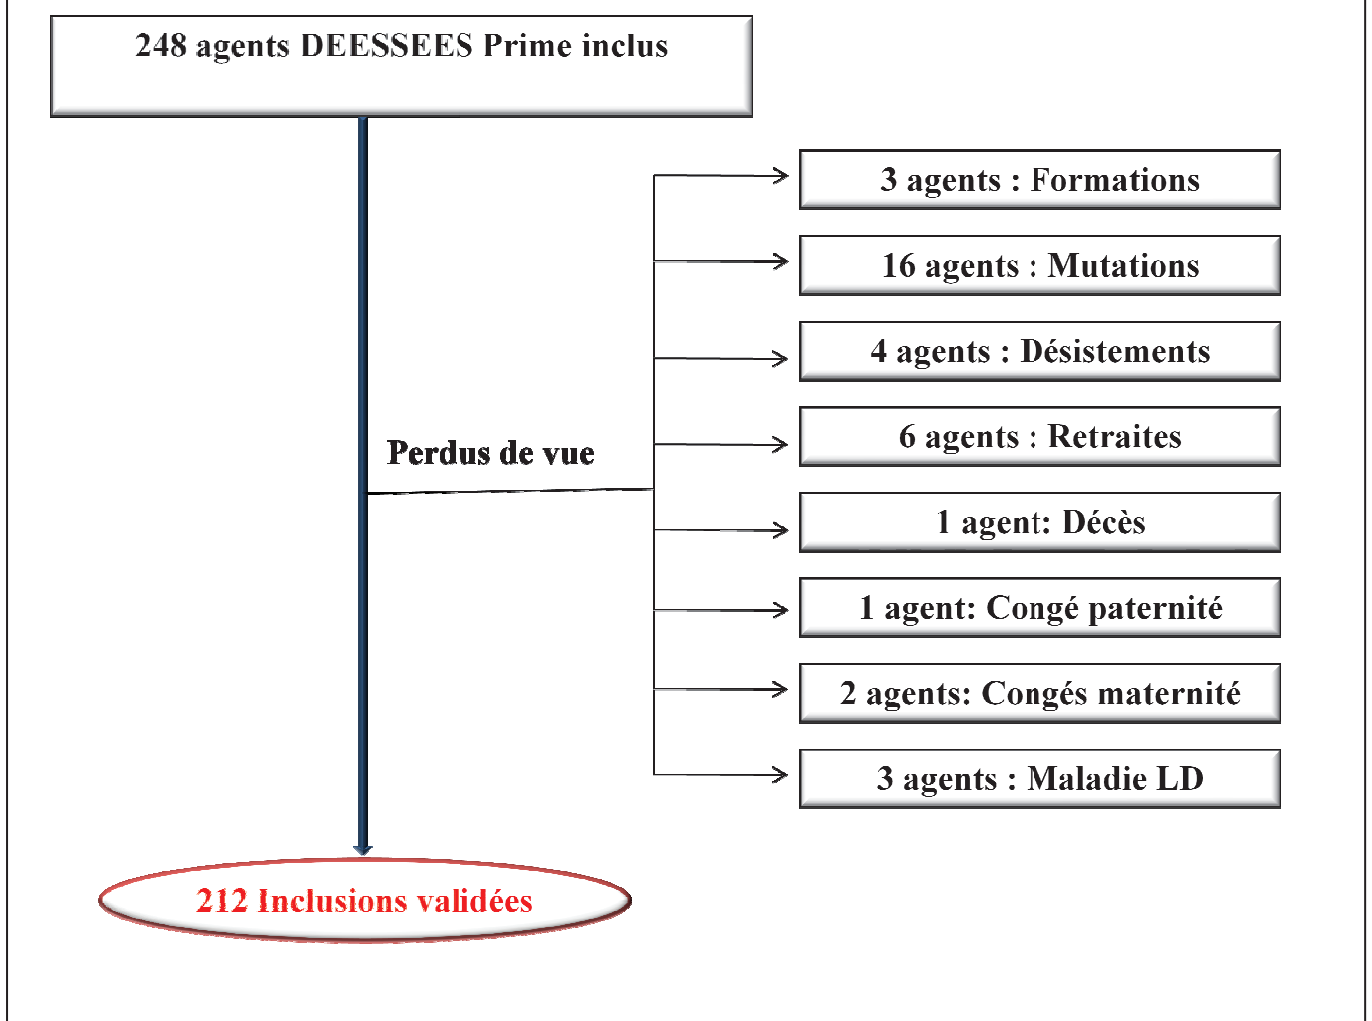 248 agents DEESSEES Prime inclus
3 agents : Formations
16 agents : Mutations
4 agents : Désistements
6 agents : Retraites
Perdus de vue
1 agent: Décès
1 agent: Congé paternité
2 agents: Congés maternité
3 agents : Maladie LD
212 Inclusions validées